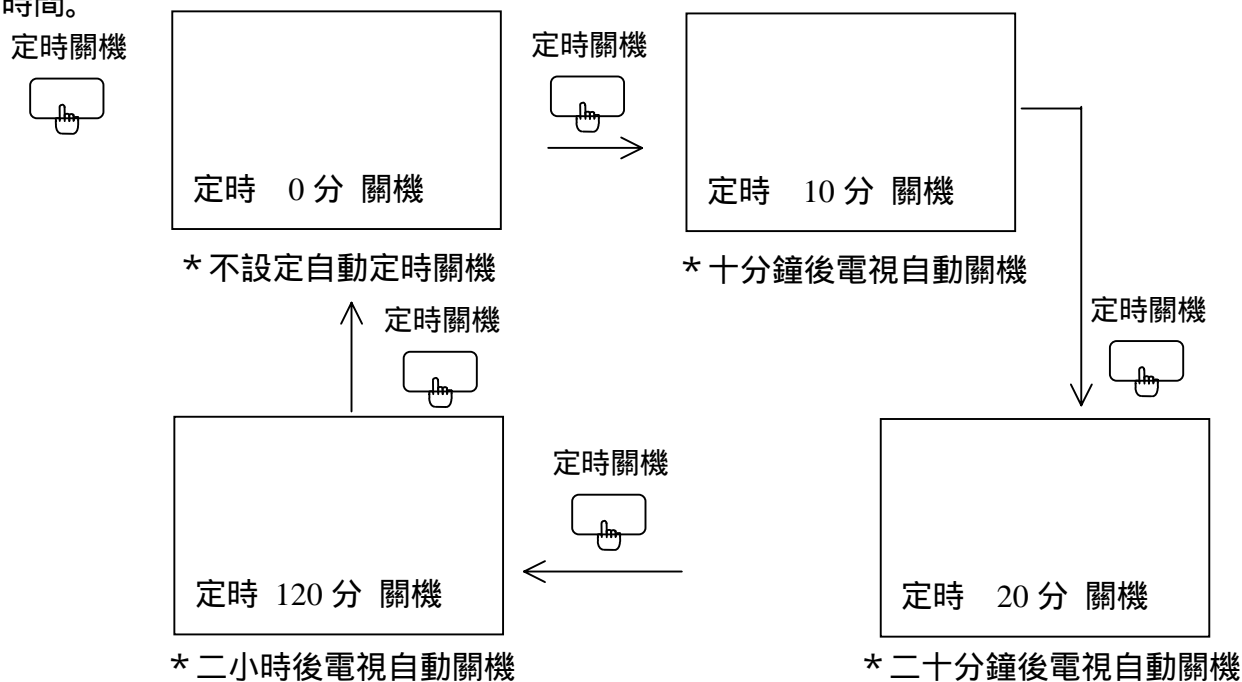 時間。
定時關機
定時 0 分 關機
*不設定自動定時關機
定時關機
定時 10 分 關機
*十分鐘後電視自動關機
定時關機
定時 20 分 關機
*二十分鐘後電視自動關機
定時關機
定時 120 分 關機
*二小時後電視自動關機
定時關機